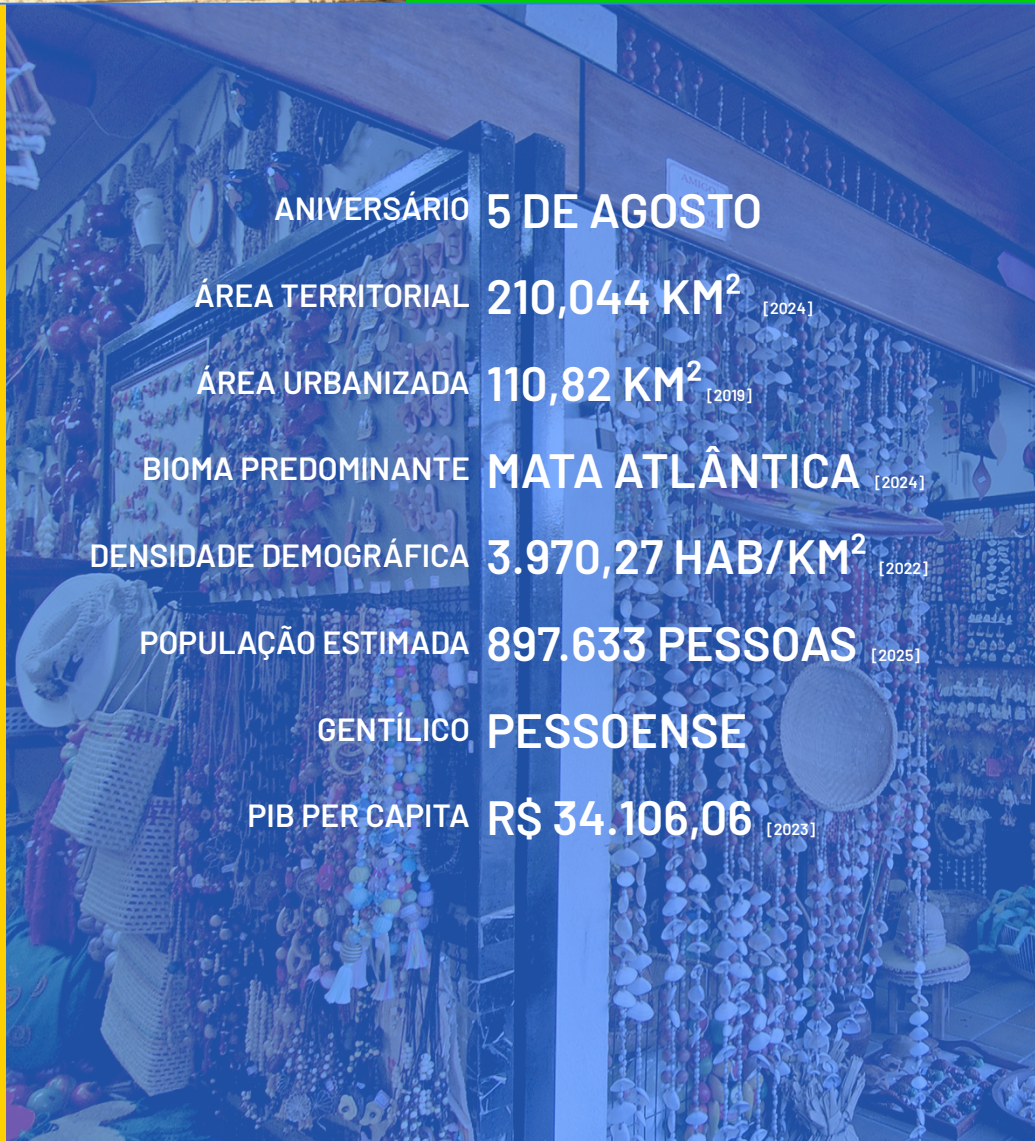 ANIVERSÁRIO 5 DE AGOSTO
ÁREA TERRITORIAL 210,044 KM² [2024]
ÁREA URBANIZADA 110,82 KM² [2019]
BIOMA PREDOMINANTE MATA ATLÂNTICA [2024]
DENSIDADE DEMOGRÁFICA 3.970,27 HAB/KM² [2022]
POPULAÇÃO ESTIMADA 897.633 PESSOAS [2025]
GENTÍLICO PESSOENSE
PIB PER CAPITA R$ 34.106,06 [2023]